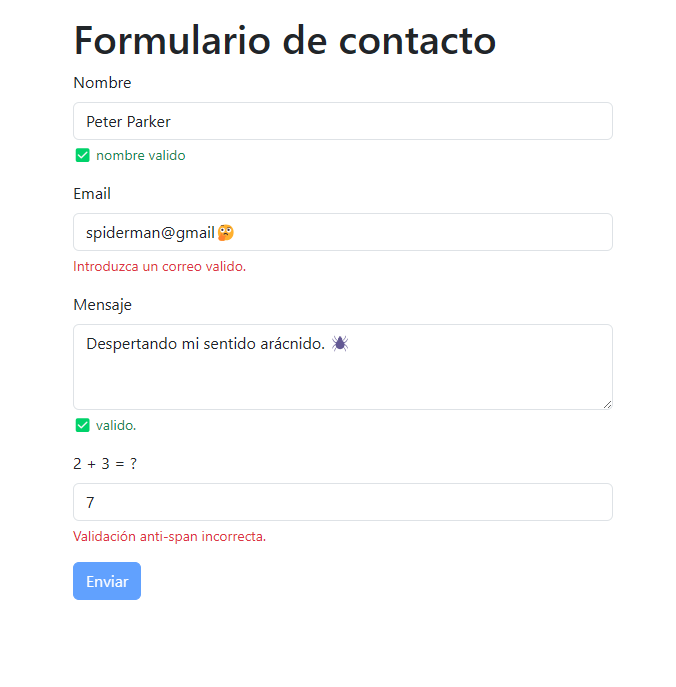 Formulario de contacto
Nombre
Peter Parker
✅ nombre valido
Email
spiderman@gmail🤔
Introduzca un correo valido.
Mensaje
Despertando mi sentido arácnido. 🕷
✅ valido.
2 + 3 = ?
7
Validación anti-span incorrecta.
Enviar